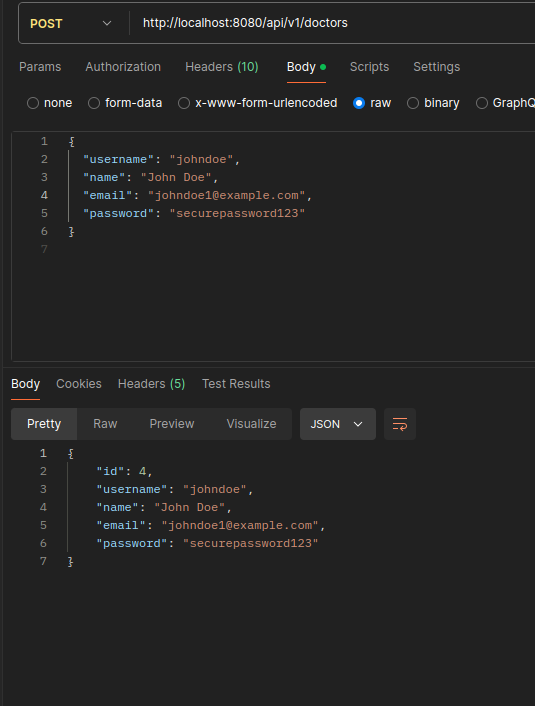 POST http://localhost:8080/api/v1/doctors
Params Authorization Headers (10) Body Scripts Settings
none form-data x-www-form-urlencoded raw binary GraphQ
1 {
2 "username": "johndoe",
3 "name": "John Doe",
4 "email": "johndoe1@example.com",
5 "password": "securepassword123"
6 }
7
Body Cookies Headers (5) Test Results
Pretty Raw Preview Visualize JSON
1 {
2 "id": 4,
3 "username": "johndoe",
4 "name": "John Doe",
5 "email": "johndoe1@example.com",
6 "password": "securepassword123"
7 }